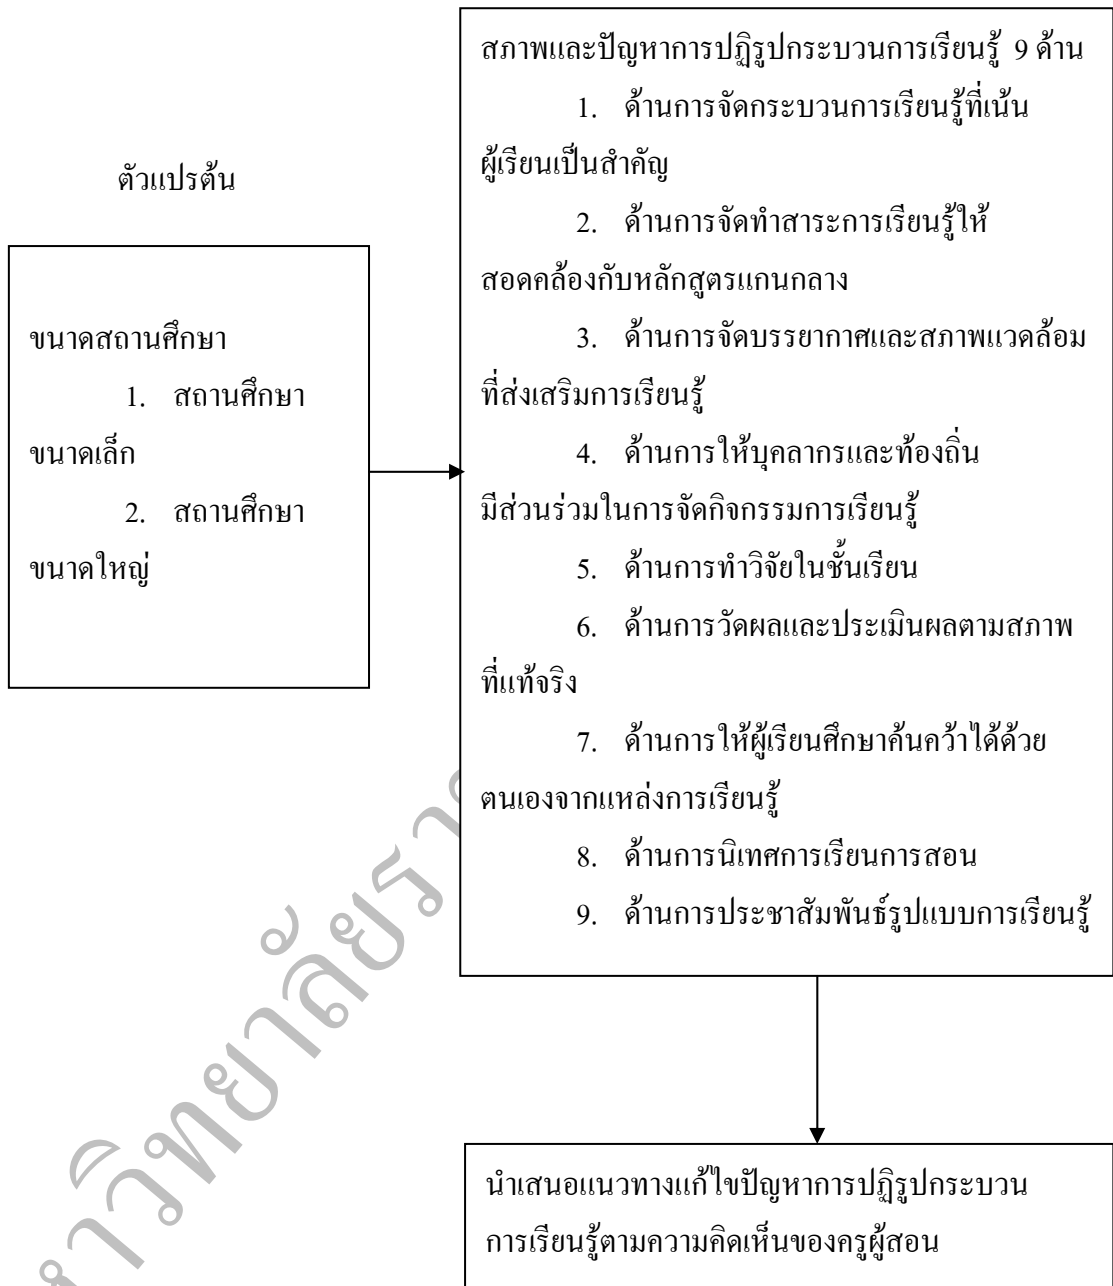 ตัวแปรต้น
ขนาดสถานศึกษา
1. สถานศึกษา
ขนาดเล็ก
2. สถานศึกษา
ขนาดใหญ่
สภาพและปัญหาการปฏิรูปกระบวนการเรียนรู้ 9 ด้าน
1. ด้านการจัดกระบวนการเรียนรู้ที่เน้น
ผู้เรียนเป็นสำคัญ
2. ด้านการจัดทำสาระการเรียนรู้ให้
สอดคล้องกับหลักสูตรแกนกลาง
3. ด้านการจัดบรรยากาศและสภาพแวดล้อม
ที่ส่งเสริมการเรียนรู้
4. ด้านการให้บุคลากรและท้องถิ่น
มีส่วนร่วมในการจัดกิจกรรมการเรียนรู้
5. ด้านการทำวิจัยในชั้นเรียน
6. ด้านการวัดผลและประเมินผลตามสภาพ
ที่แท้จริง
7. ด้านการให้ผู้เรียนศึกษาค้นคว้าได้ด้วย
ตนเองจากแหล่งการเรียนรู้
8. ด้านการนิเทศการเรียนการสอน
9. ด้านการประชาสัมพันธ์รูปแบบการเรียนรู้
นำเสนอแนวทางแก้ไขปัญหาการปฏิรูปกระบวน
การเรียนรู้ตามความคิดเห็นของครูผู้สอน